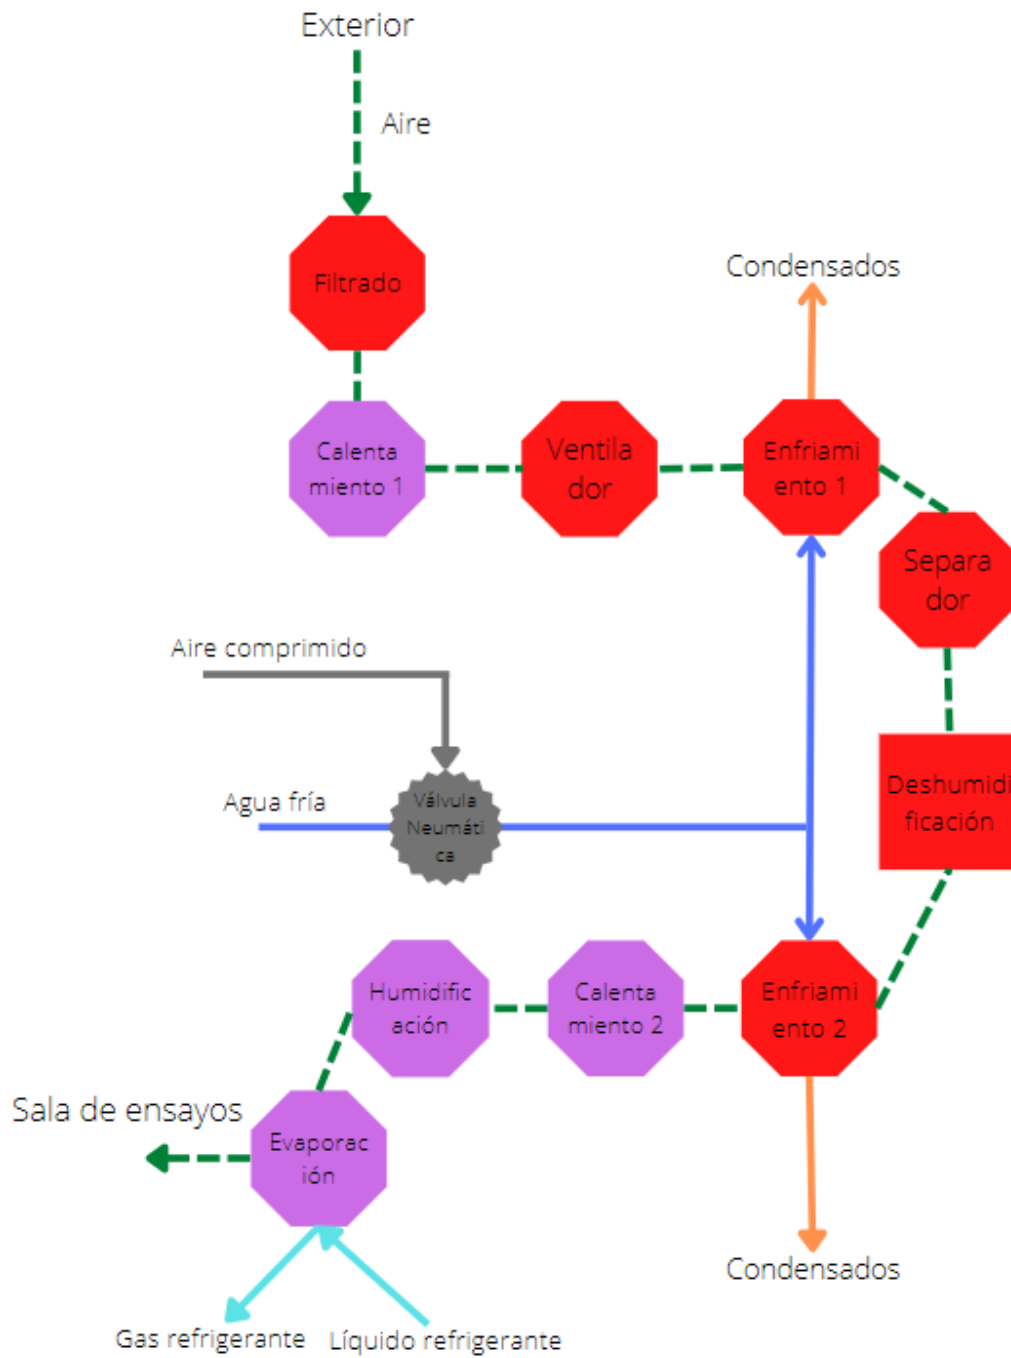 Exterior
Aire
Filtrado
Condensados
Calenta
miento 1
Ventila
dor
Enfriami
ento 1
Separa
dor
Aire comprimido
Agua fría
Válvula
Neumáti
ca
Deshumidi
ficación
Humidific
ación
Calenta
miento 2
Enfriami
ento 2
Sala de ensayos
Evaporac
ión
Condensados
Gas refrigerante
Líquido refrigerante